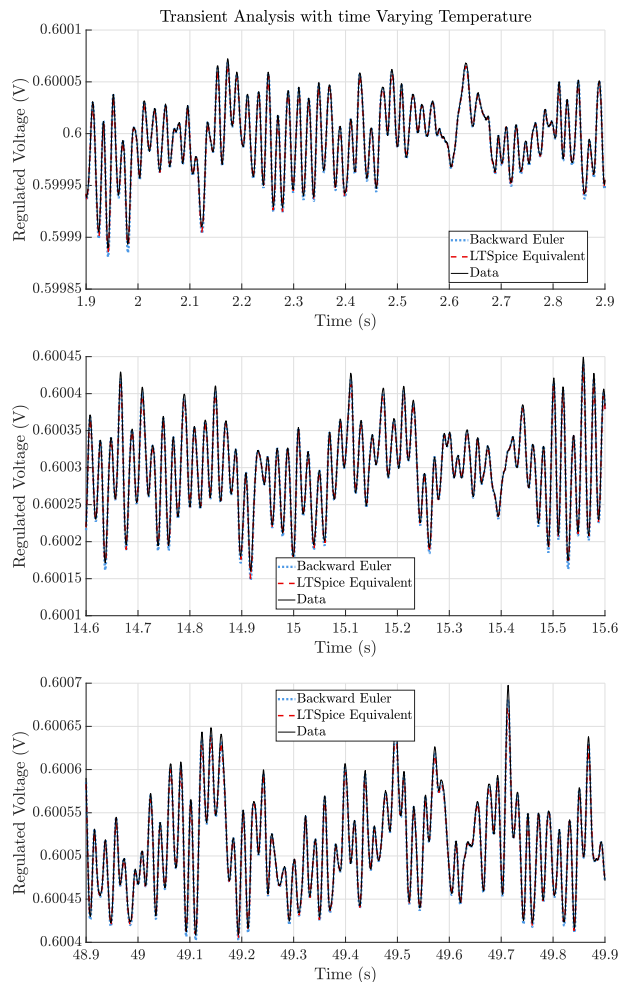 Transient Analysis with time Varying Temperature
Regulated Voltage (V)
0.6001
0.60005
0.6
0.59995
0.5999
0.59985
Backward Euler
LTSpice Equivalent
Data
1.9 2 2.1 2.2 2.3 2.4 2.5 2.6 2.7 2.8 2.9
Time (s)
Regulated Voltage (V)
0.60045
0.6004
0.60035
0.6003
0.60025
0.6002
0.60015
0.6001
Backward Euler
LTSpice Equivalent
Data
14.6 14.7 14.8 14.9 15 15.1 15.2 15.3 15.4 15.5 15.6
Time (s)
Regulated Voltage (V)
0.6007
0.60065
0.6006
0.60055
0.6005
0.60045
0.6004
Backward Euler
LTSpice Equivalent
Data
48.9 49 49.1 49.2 49.3 49.4 49.5 49.6 49.7 49.8 49.9
Time (s)